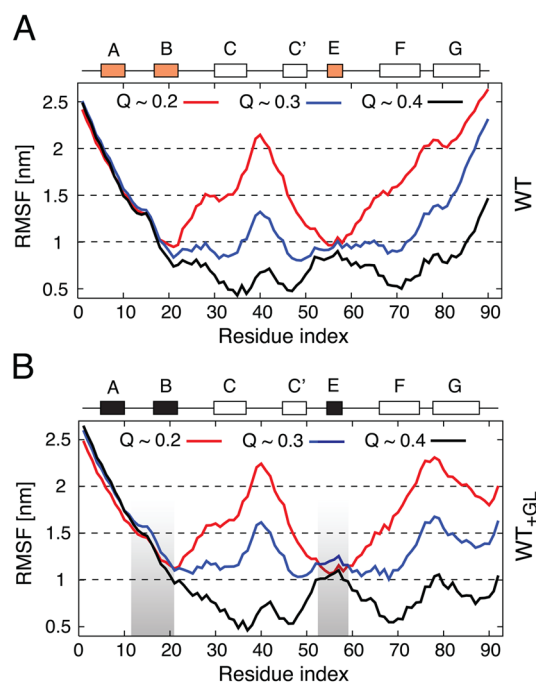 A
A B C C' E F G
Q ~ 0.2 Q ~ 0.3 Q ~ 0.4
2.5
2
1.5
1
0.5
RMSF [nm]
WT
0 10 20 30 40 50 60 70 80 90
Residue index
B
A B C C' E F G
Q ~ 0.2 Q ~ 0.3 Q ~ 0.4
2.5
2
1.5
1
0.5
RMSF [nm]
WT+GL
0 10 20 30 40 50 60 70 80 90
Residue index